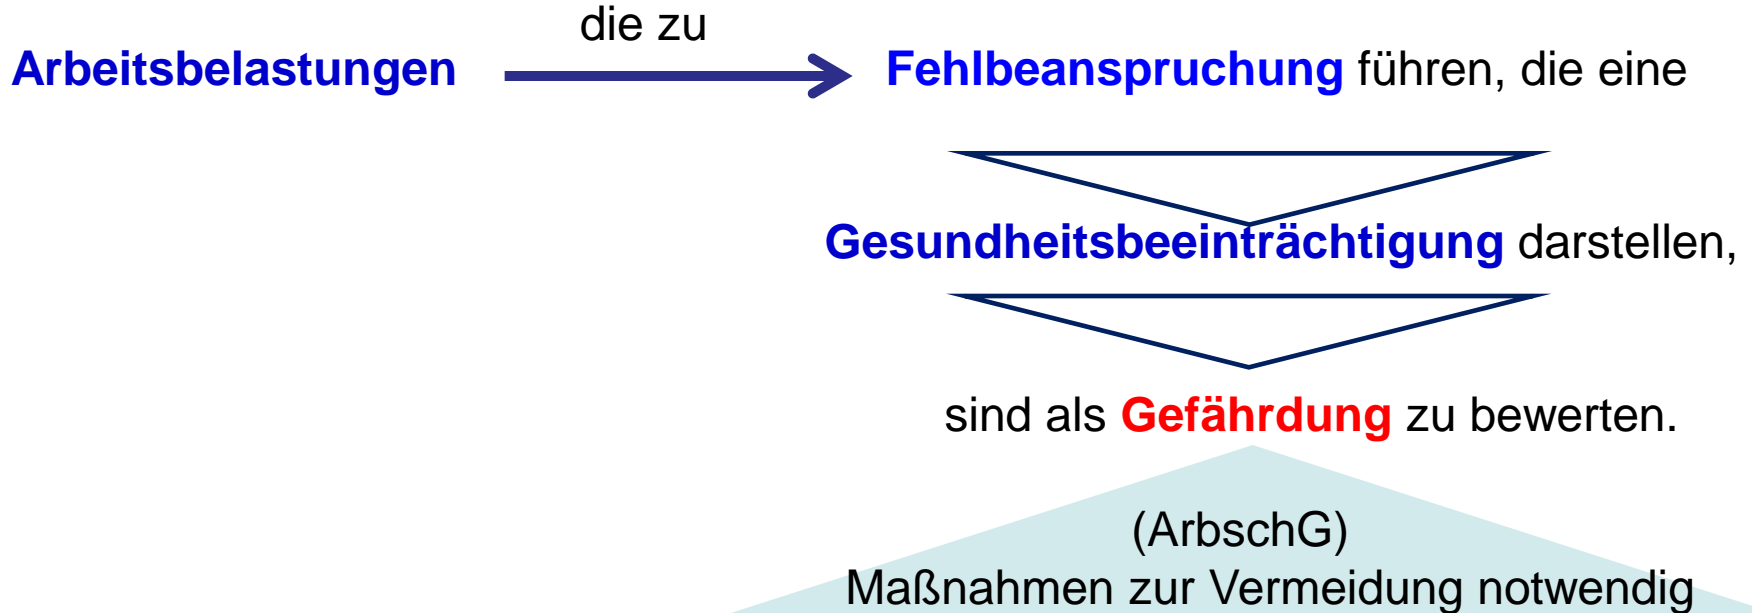 die zu
Arbeitsbelastungen Fehlbeanspruchung führen, die eine
Gesundheitsbeeinträchtigung darstellen,
sind als Gefährdung zu bewerten.
(ArbschG)
Maßnahmen zur Vermeidung notwendig